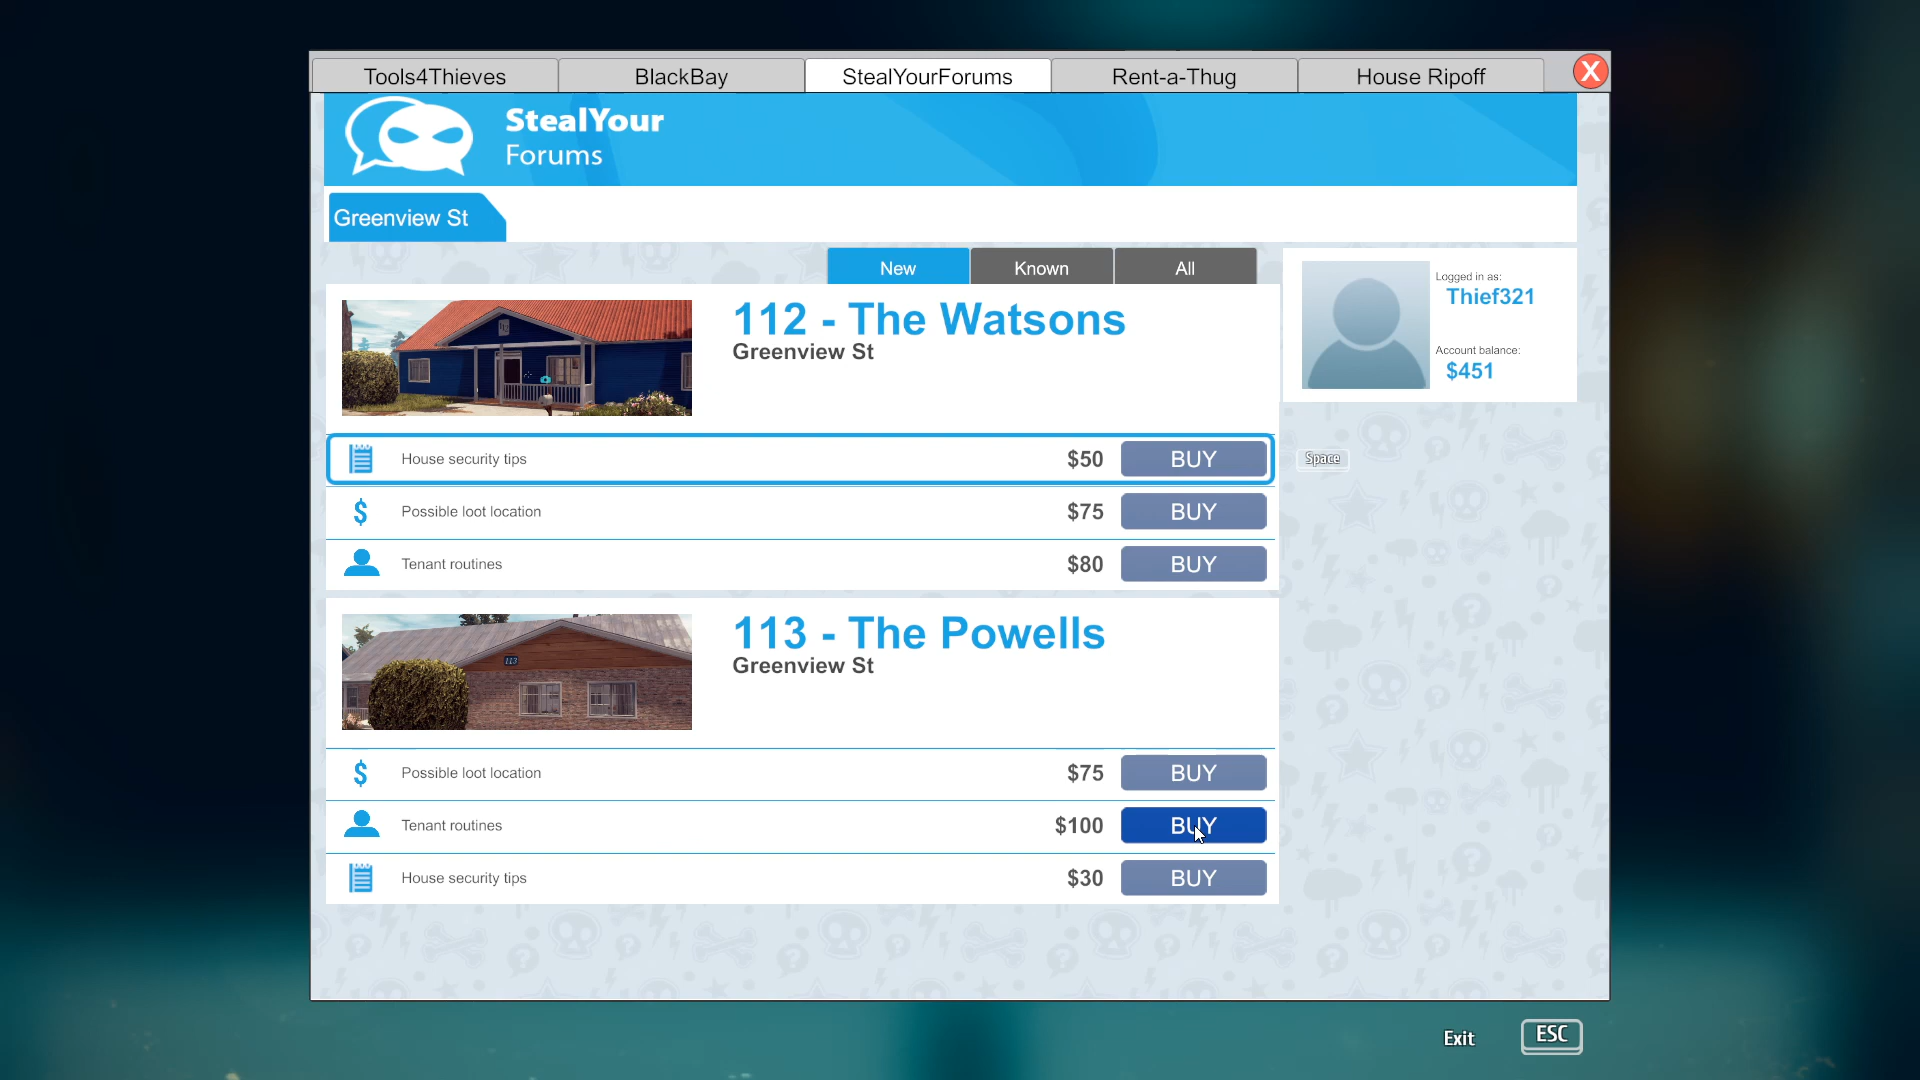 Tools4Thieves
BlackBay
StealYourForums
Rent-a-Thug
House Ripoff
X
StealYour
Forums
Greenview St
New
Known
All
Logged in as:
Thief321
Account balance:
$451
112 - The Watsons
Greenview St
House security tips $50 BUY
Space
Possible loot location $75 BUY
Tenant routines $80 BUY
113
113 - The Powells
Greenview St
Possible loot location $75 BUY
Tenant routines $100 BUY
House security tips $30 BUY
Exit ESC